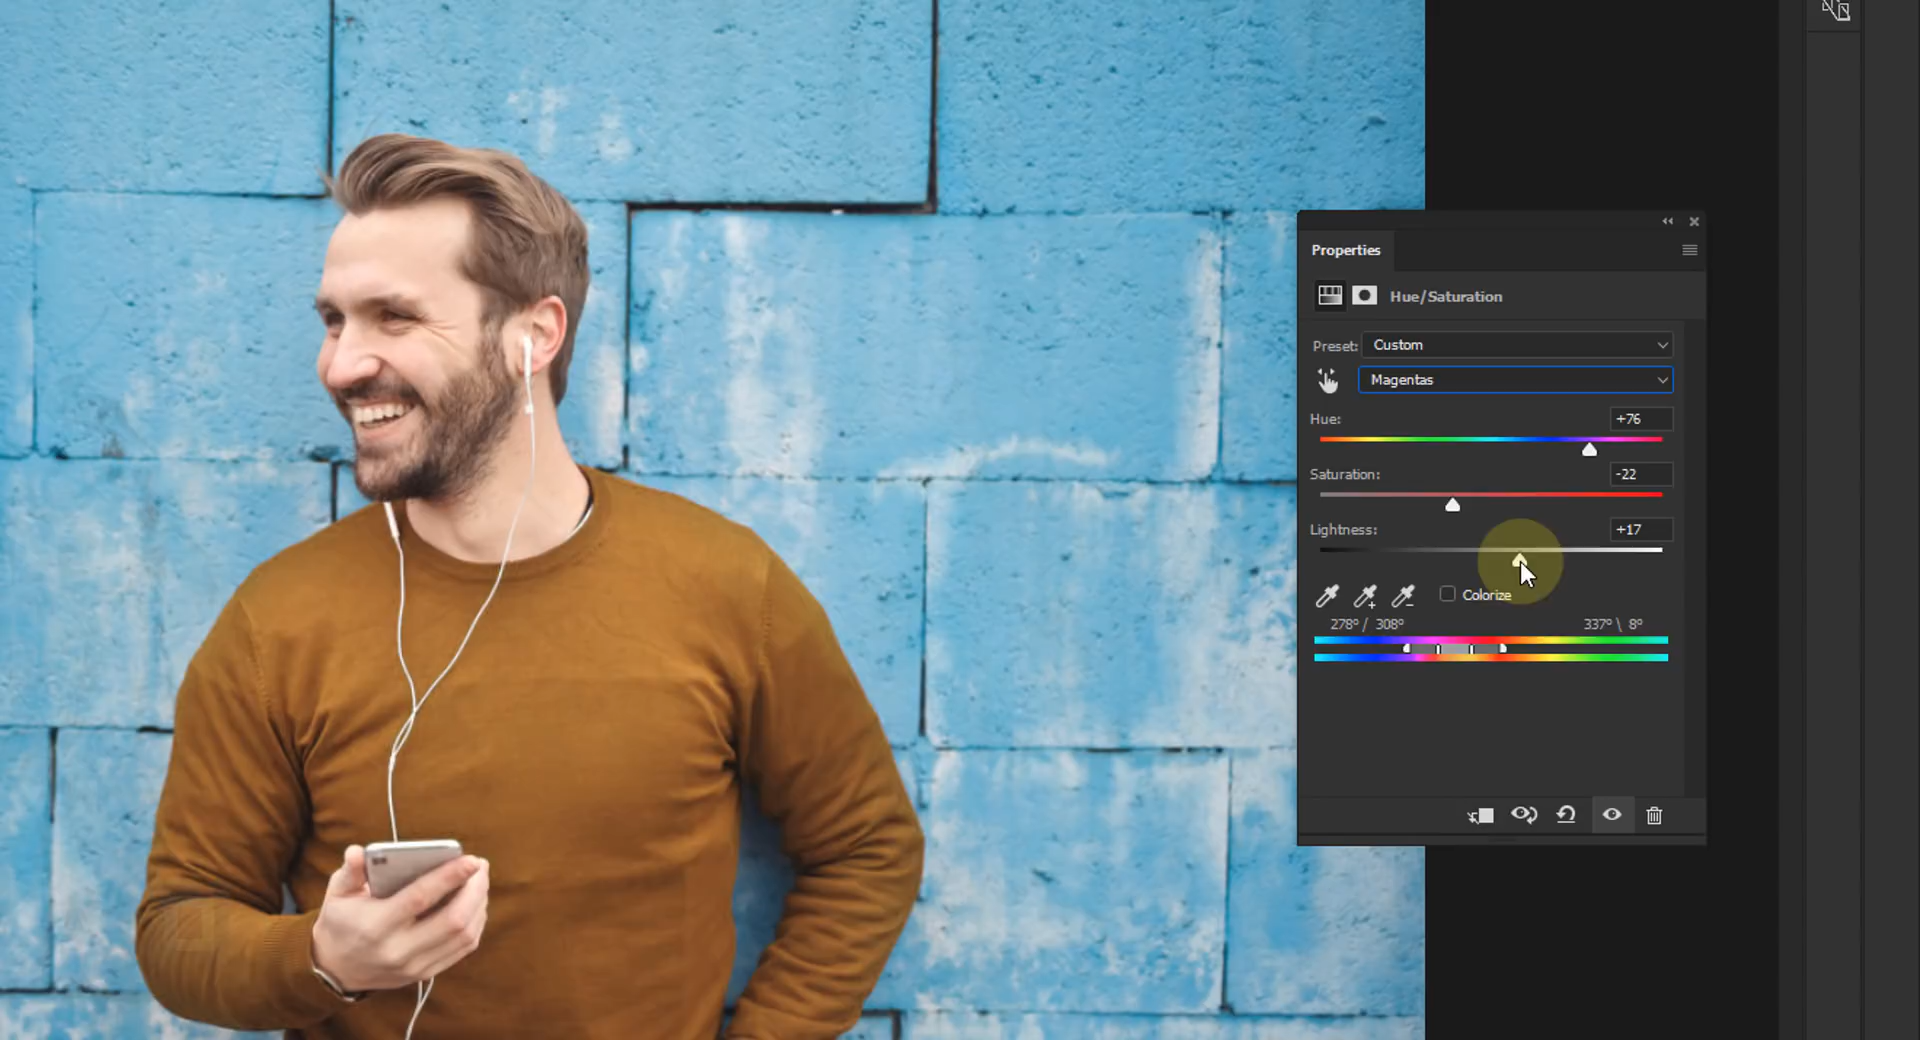 Properties
Hue/Saturation
Preset: Custom
Magentas
Hue: +76
Saturation: -22
Lightness: +17
Colorize
278° / 308° 337° \ 8°